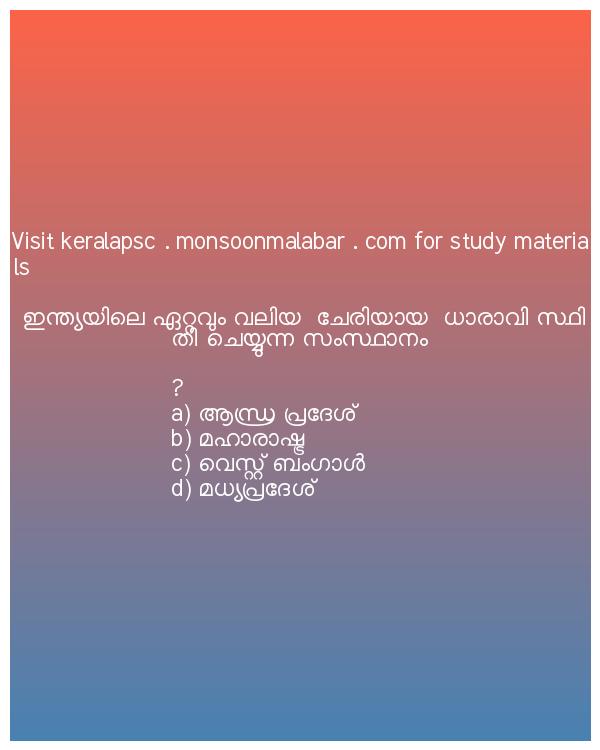 Visit keralapsc . monsoonmalabar . com for study materia
ls
ഇന്ത്യയിലെ ഏറ്റവും വലിയ ചേരിയായ ധാരാവി സ്ഥി
തി ചെയ്യുന്ന സംസ്ഥാനം
?
a) ആന്ധ്ര പ്രദേശ്
b) മഹാരാഷ്ട്ര
c) വെസ്റ്റ് ബംഗാൾ
d) മധ്യപ്രദേശ്